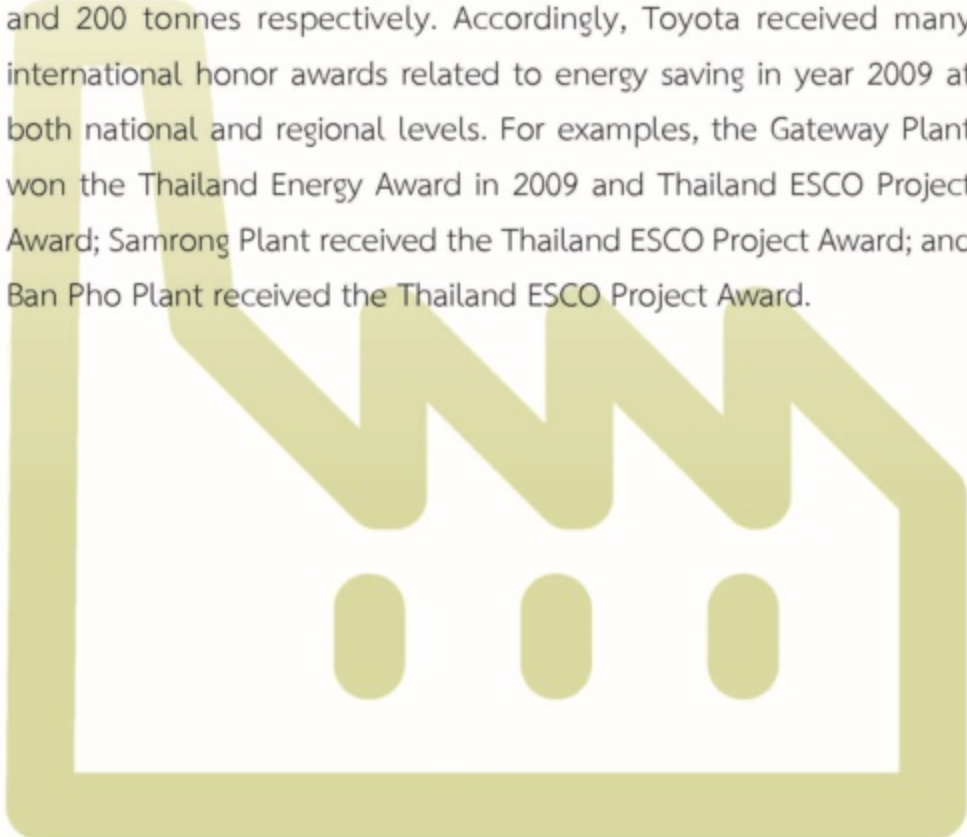 and 200 tonnes respectively. Accordingly, Toyota received many
international honor awards related to energy saving in year 2009 at
both national and regional levels. For examples, the Gateway Plant
won the Thailand Energy Award in 2009 and Thailand ESCO Project
Award; Samrong Plant received the Thailand ESCO Project Award; and
Ban Pho Plant received the Thailand ESCO Project Award.